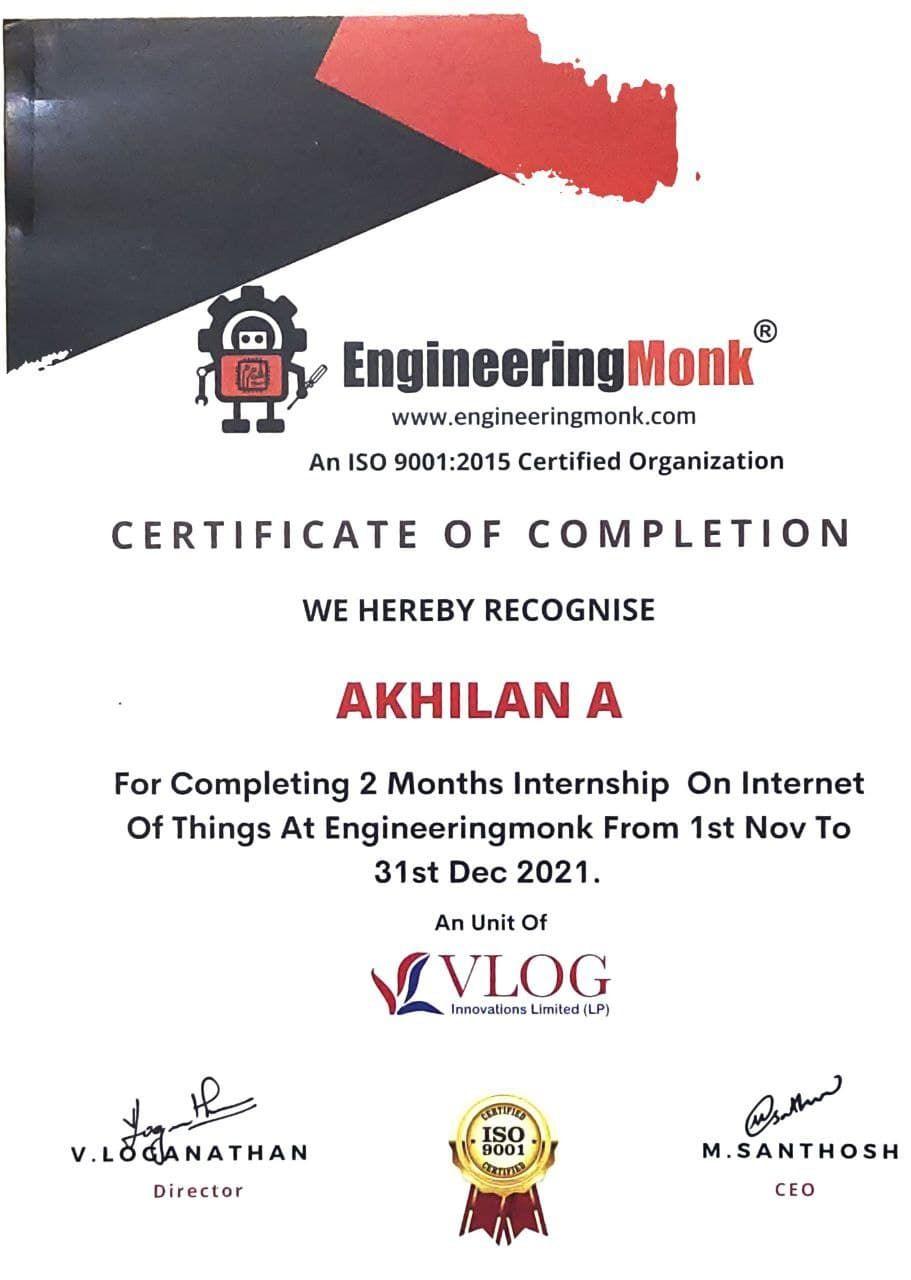 EngineeringMonk®
www.engineeringmonk.com
An ISO 9001:2015 Certified Organization
CERTIFICATE OF COMPLETION
WE HEREBY RECOGNISE
AKHILAN A
For Completing 2 Months Internship On Internet
Of Things At Engineeringmonk From 1st Nov To
31st Dec 2021.
An Unit Of
VLOG
Innovations Limited (LP)
V.LOGANATHAN
Director
CERTIFIED
ISO
9001
CERTIFIED
M.SANTHOSH
CEO